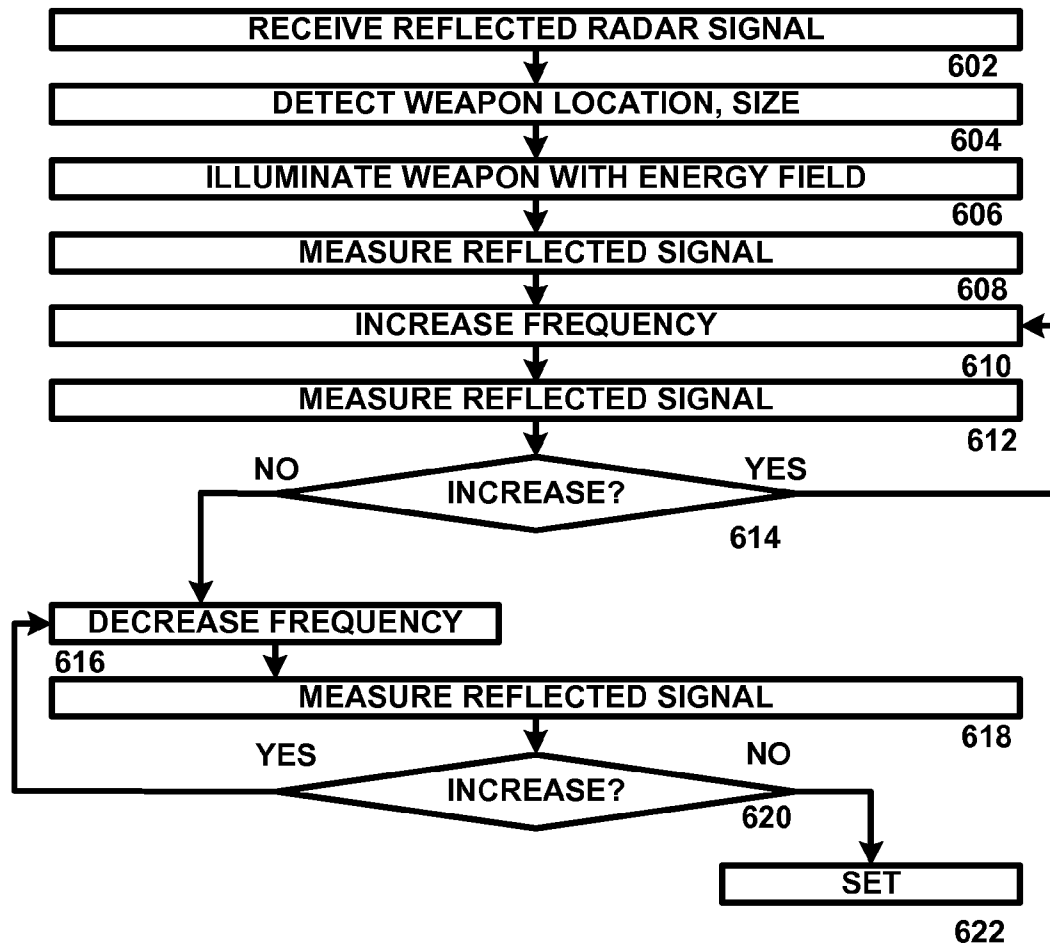 RECEIVE REFLECTED RADAR SIGNAL
602
DETECT WEAPON LOCATION, SIZE
604
ILLUMINATE WEAPON WITH ENERGY FIELD
606
MEASURE REFLECTED SIGNAL
608
INCREASE FREQUENCY
610
MEASURE REFLECTED SIGNAL
612
NO
YES
INCREASE?
614
DECREASE FREQUENCY
616
MEASURE REFLECTED SIGNAL
618
YES
NO
INCREASE?
620
SET
622